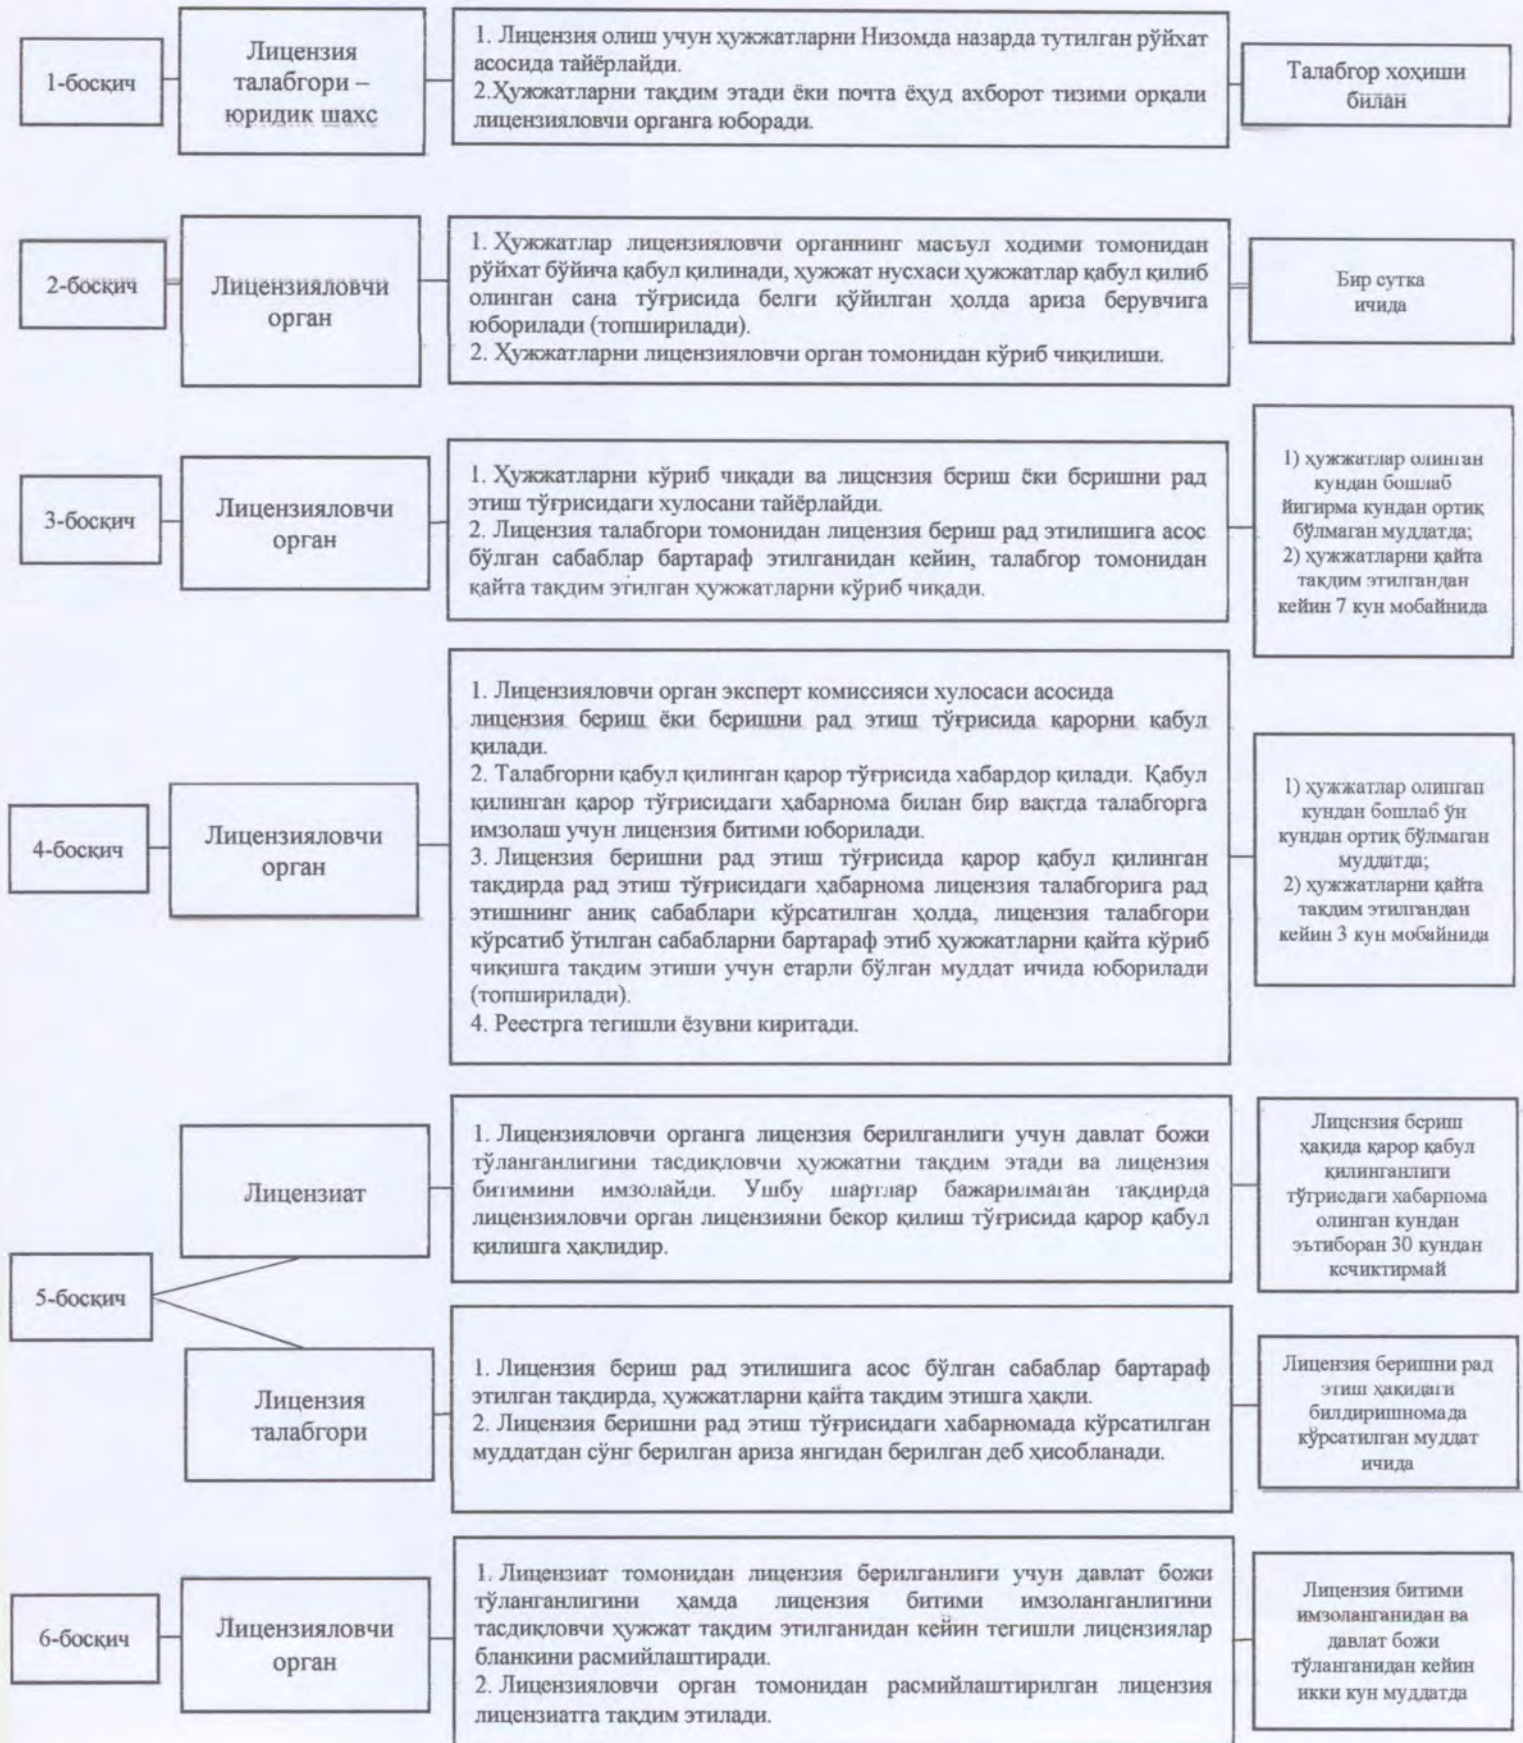 1-босқич
Лицензия
талабгори –
юридик шахс
1. Лицензия олиш учун ҳужжатларни Низомда назарда тутилган рўйхат
асосида тайёрлайди.
2.Ҳужжатларни тақдим этади ёки почта ёҳуд ахборот тизими орқали
лицензияловчи органга юборади.
Талабгор хоҳиши
билан
2-босқич
Лицензияловчи
орган
1. Ҳужжатлар лицензияловчи органнинг масъул ходими томонидан
рўйхат бўйича қабул қилинади, ҳужжат нусхаси ҳужжатлар қабул қилиб
олинган сана тўғрисида белги қўйилган ҳолда ариза берувчига
юборилади (топширилади).
2. Ҳужжатларни лицензияловчи орган томонидан кўриб чиқилиши.
Бир сутка
ичида
3-босқич
Лицензияловчи
орган
1. Ҳужжатларни кўриб чиқади ва лицензия бериш ёки беришни рад
этиш тўғрисидаги хулосани тайёрлайди.
2. Лицензия талабгори томонидан лицензия бериш рад этилишига асос
бўлган сабаблар бартараф этилганидан кейин, талабгор томонидан
қайта тақдим этилган ҳужжатларни кўриб чиқади.
1) ҳужжатлар олинган
кундан бошлаб
йигирма кундан ортиқ
бўлмаган муддатда;
2) ҳужжатларни қайта
тақдим этилгандан
кейин 7 кун мобайнида
4-босқич
Лицензияловчи
орган
1. Лицензияловчи орган эксперт комиссияси хулосаси асосида
лицензия бериш ёки беришни рад этиш тўғрисида қарорни қабул
қилади.
2. Талабгорни қабул қилинган қарор тўғрисида хабардор қилади. Қабул
қилинган қарор тўғрисидаги ҳабарнома билан бир вақтда талабгорга
имзолаш учун лицензия битими юборилади.
3. Лицензия беришни рад этиш тўғрисида қарор қабул қилинган
тақдирда рад этиш тўғрисидаги ҳабарнома лицензия талабгорига рад
этишнинг аниқ сабаблари кўрсатилган ҳолда, лицензия талабгори
кўрсатиб ўтилган сабабларни бартараф этиб ҳужжатларни қайта кўриб
чиқишга тақдим этиши учун етарли бўлган муддат ичида юборилади
(топширилади).
4. Реестрга тегишли ёзувни киритади.
1) ҳужжатлар олинган
кундан бошлаб ўн
кундан ортиқ бўлмаган
муддатда;
2) ҳужжатларни қайта
тақдим этилгандан
кейин 3 кун мобайнида
5-босқич
Лицензиат
1. Лицензияловчи органга лицензия берилганлиги учун давлат божи
тўланганлигини тасдиқловчи ҳужжатни тақдим этади ва лицензия
битимини имзолайди. Ушбу шартлар бажарилмаган тақдирда
лицензияловчи орган лицензияни бекор қилиш тўғрисида қарор қабул
қилишга ҳақлидир.
Лицензия бериш
ҳақида қарор қабул
қилинганлиги
тўғрисдаги хабарнома
олинган кундан
эътиборан 30 кундан
кечиктирмай
Лицензия
талабгори
1. Лицензия бериш рад этилишига асос бўлган сабаблар бартараф
этилган тақдирда, ҳужжатларни қайта тақдим этишга ҳақли.
2. Лицензия беришни рад этиш тўғрисидаги хабарномада кўрсатилган
муддатдан сўнг берилган ариза янгидан берилган деб ҳисобланади.
Лицензия беришни рад
этиш ҳақидаги
билдиришномада
кўрсатилган муддат
ичида
6-босқич
Лицензияловчи
орган
1. Лицензиат томонидан лицензия берилганлиги учун давлат божи
тўланганлигини ҳамда лицензия битими имзоланганлигини
тасдиқловчи ҳужжат тақдим этилганидан кейин тегишли лицензиялар
бланкини расмийлаштиради.
2. Лицензияловчи орган томонидан расмийлаштирилган лицензия
лицензиатга тақдим этилади.
Лицензия битими
имзоланганидан ва
давлат божи
тўланганидан кейин
икки кун муддатда